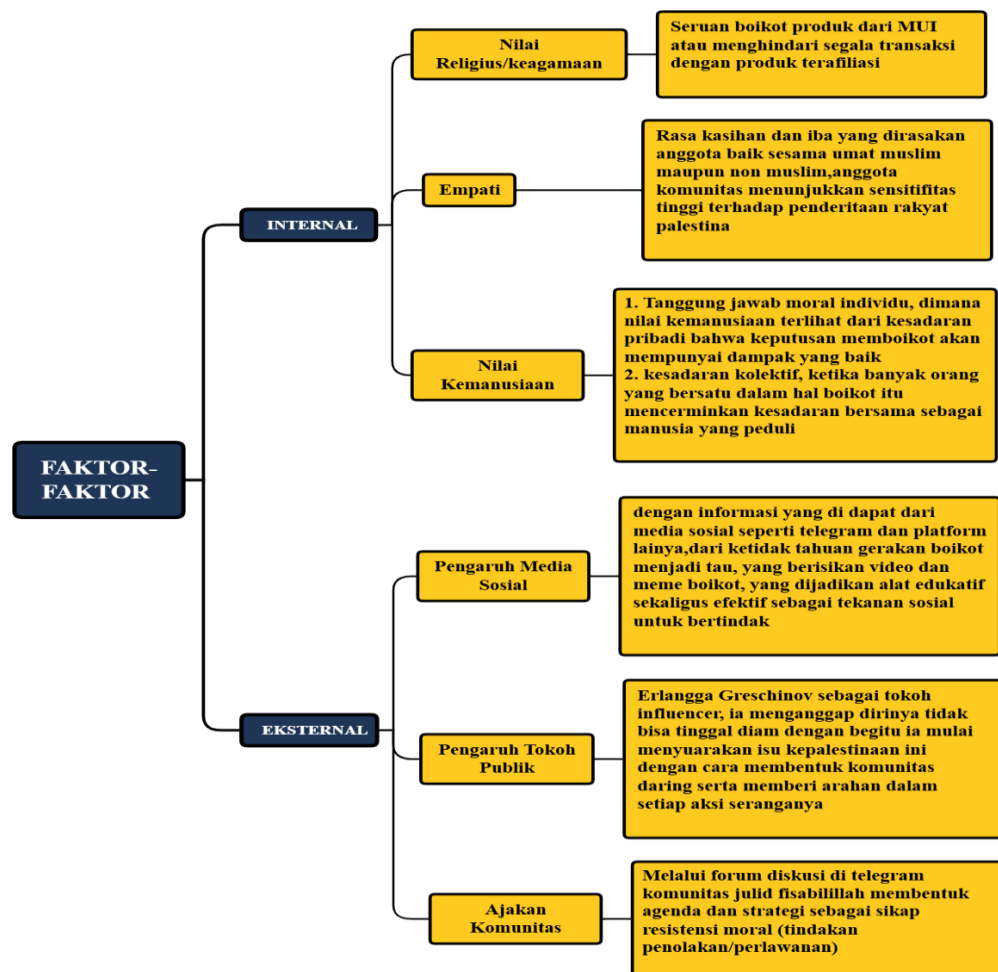 FAKTOR-
FAKTOR
INTERNAL
Nilai
Religius/keagamaan
Seruan boikot produk dari MUI
atau menghindari segala transaksi
dengan produk terafiliasi
Empati
Rasa kasihan dan iba yang dirasakan
anggota baik sesama umat muslim
maupun non muslim,anggota
komunitas menunjukkan sensitifitas
tinggi terhadap penderitaan rakyat
palestina
Nilai
Kemanusiaan
1. Tanggung jawab moral individu, dimana
nilai kemanusiaan terlihat dari kesadaran
pribadi bahwa keputusan memboikot akan
mempunyai dampak yang baik
2. kesadaran kolektif, ketika banyak orang
yang bersatu dalam hal boikot itu
mencerminkan kesadaran bersama sebagai
manusia yang peduli
EKSTERNAL
Pengaruh Media
Sosial
dengan informasi yang di dapat dari
media sosial seperti telegram dan platform
lainya,dari ketidak tahuan gerakan boikot
menjadi tau, yang berisikan video dan
meme boikot, yang dijadikan alat edukatif
sekaligus efektif sebagai tekanan sosial
untuk bertindak
Pengaruh Tokoh
Publik
Erlangga Greschinov sebagai tokoh
influencer, ia menganggap dirinya tidak
bisa tinggal diam dengan begitu ia mulai
menyuarakan isu kepalestinaan ini
dengan cara membentuk komunitas
daring serta memberi arahan dalam
setiap aksi seranganya
Ajakan
Komunitas
Melalui forum diskusi di telegram
komunitas julid fisabilillah membentuk
agenda dan strategi sebagai sikap
resistensi moral (tindakan
penolakan/perlawanan)